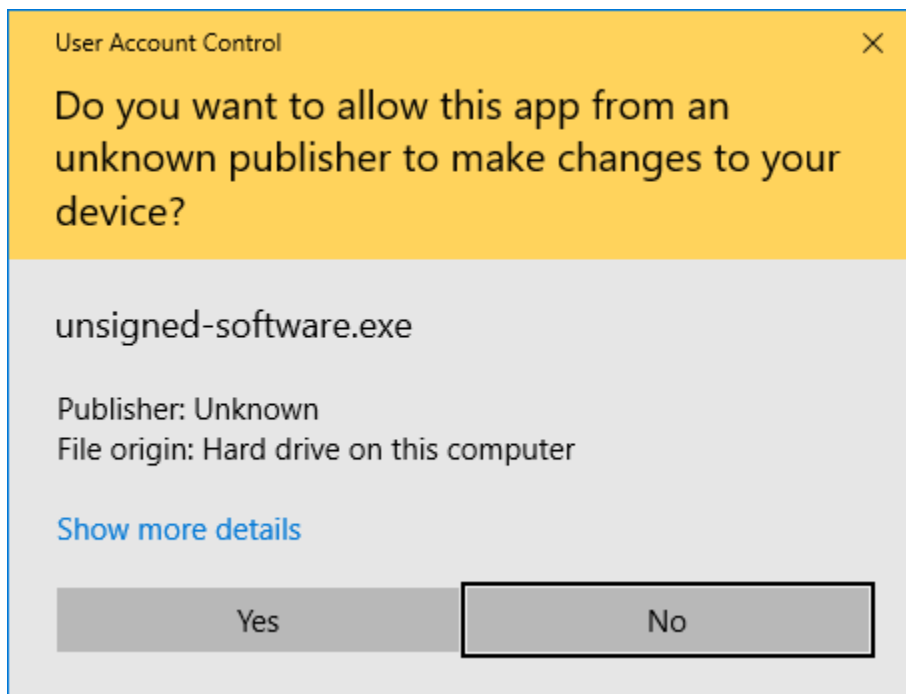 User Account Control
Do you want to allow this app from an
unknown publisher to make changes to your
device?
unsigned-software.exe
Publisher: Unknown
File origin: Hard drive on this computer
Show more details
Yes
No